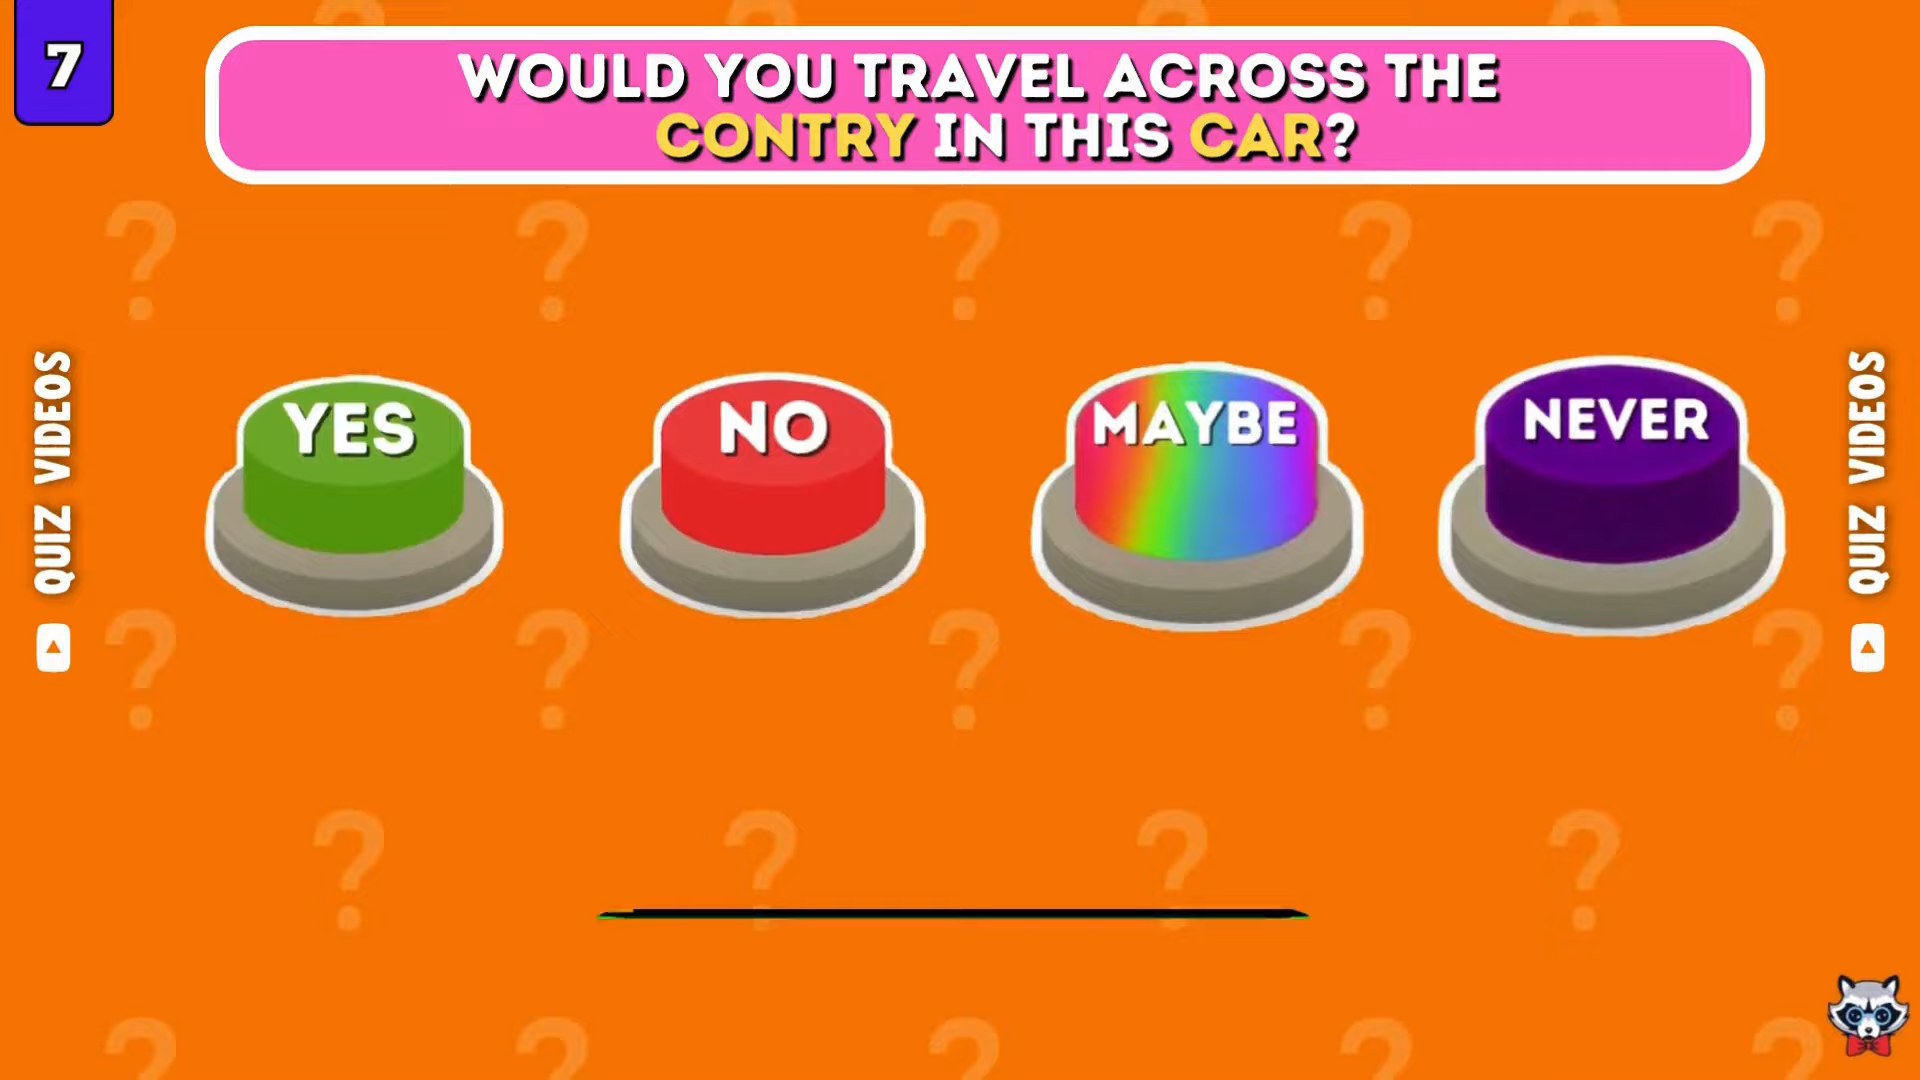 7
WOULD YOU TRAVEL ACROSS THE
CONTRY IN THIS CAR?
QUIZ VIDEOS
YES
NO
MAYBE
NEVER
QUIZ VIDEOS